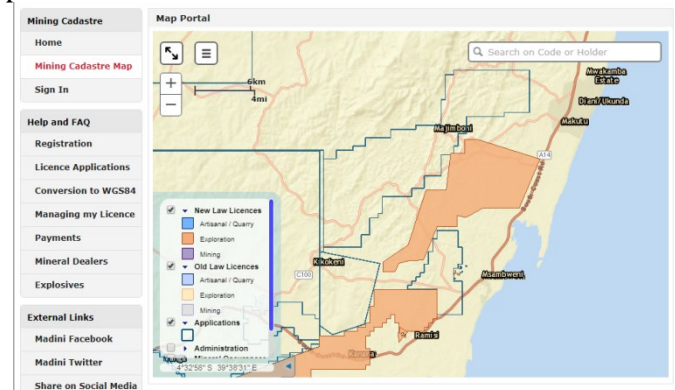 Mining Cadastre
Home
Mining Cadastre Map
Sign In
Help and FAQ
Registration
Licence Applications
Conversion to WGS84
Managing my Licence
Payments
Mineral Dealers
Explosives
External Links
Madini Facebook
Madini Twitter
Share on Social Media
Map Portal
Search on Code or Holder
6km
4mi
Mwakamba
Estate
Diani/Ukunda
Makutu
Majimboni
A14
Kikoneni
C100
Msambweni
Ramisi
Kanana
New Law Licences
Artisanal / Quarry
Exploration
Mining
Old Law Licences
Artisanal / Quarry
Exploration
Mining
Applications
Administration
4°32'58" S 39°38'31" E